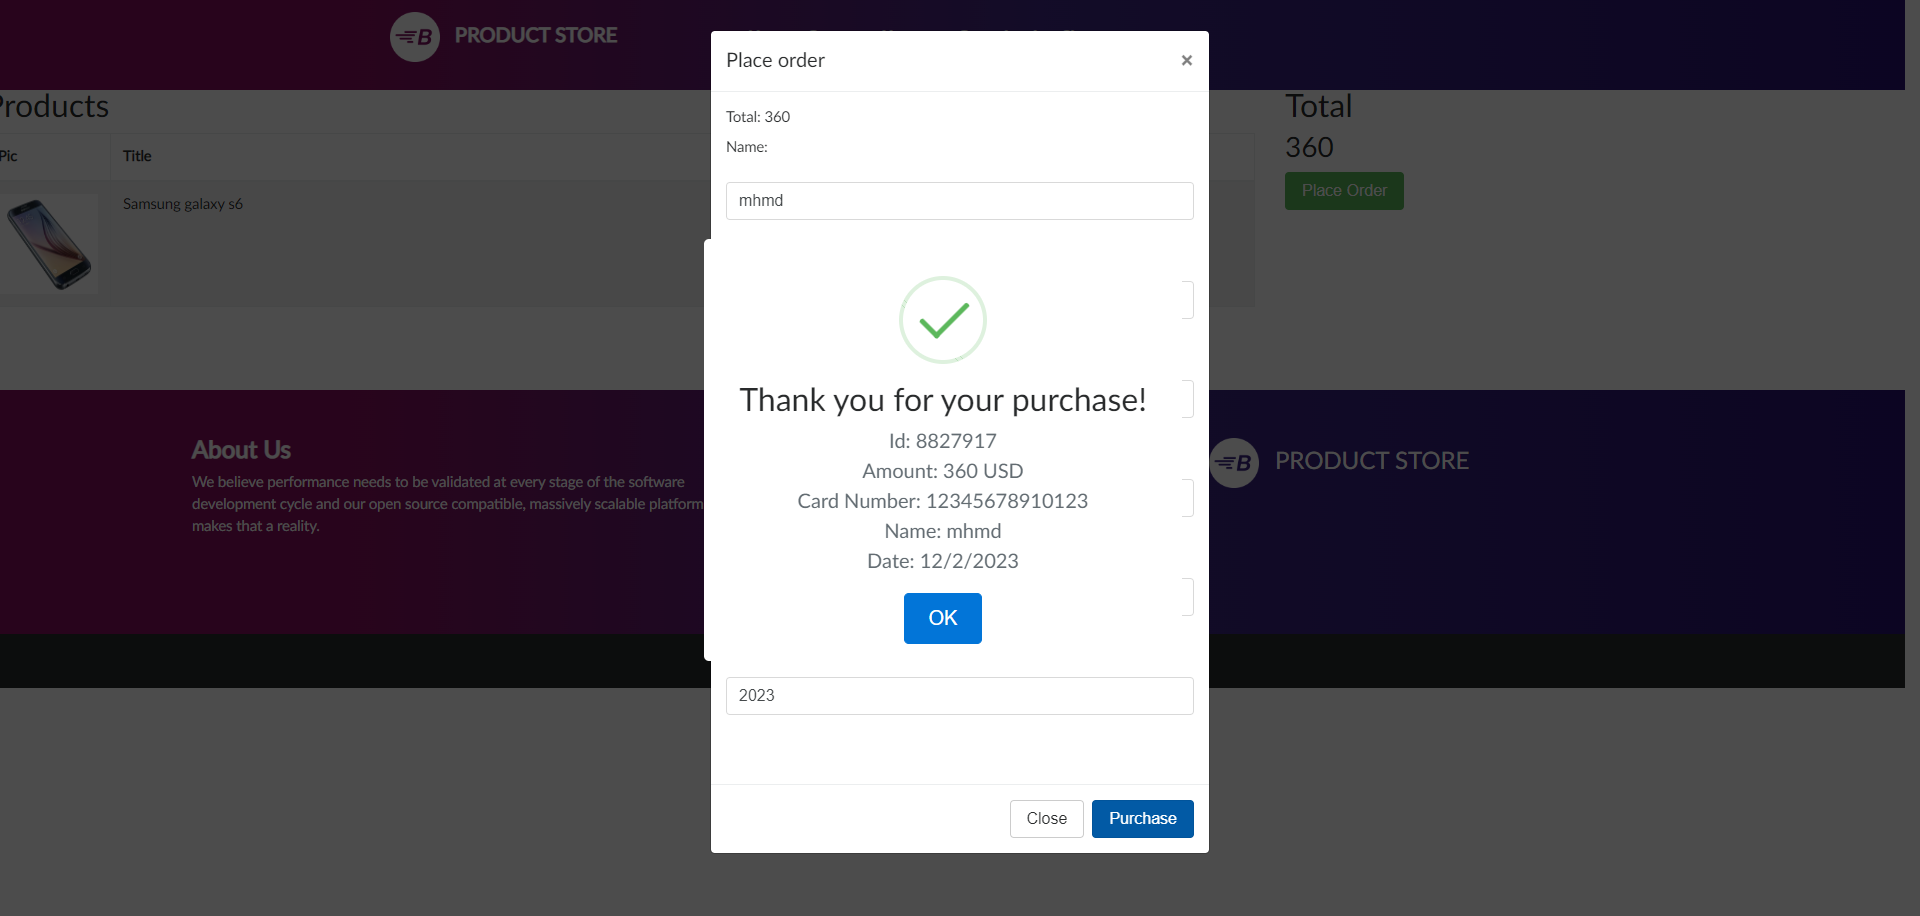 B PRODUCT STORE
Products
Pic
Title
Samsung galaxy s6
Total
360
Place Order
Place order
×
Total: 360
Name:
mhmd
Thank you for your purchase!
Id: 8827917
Amount: 360 USD
Card Number: 12345678910123
Name: mhmd
Date: 12/2/2023
OK
2023
Close
Purchase
About Us
We believe performance needs to be validated at every stage of the software
development cycle and our open source compatible, massively scalable platform
makes that a reality.
B PRODUCT STORE